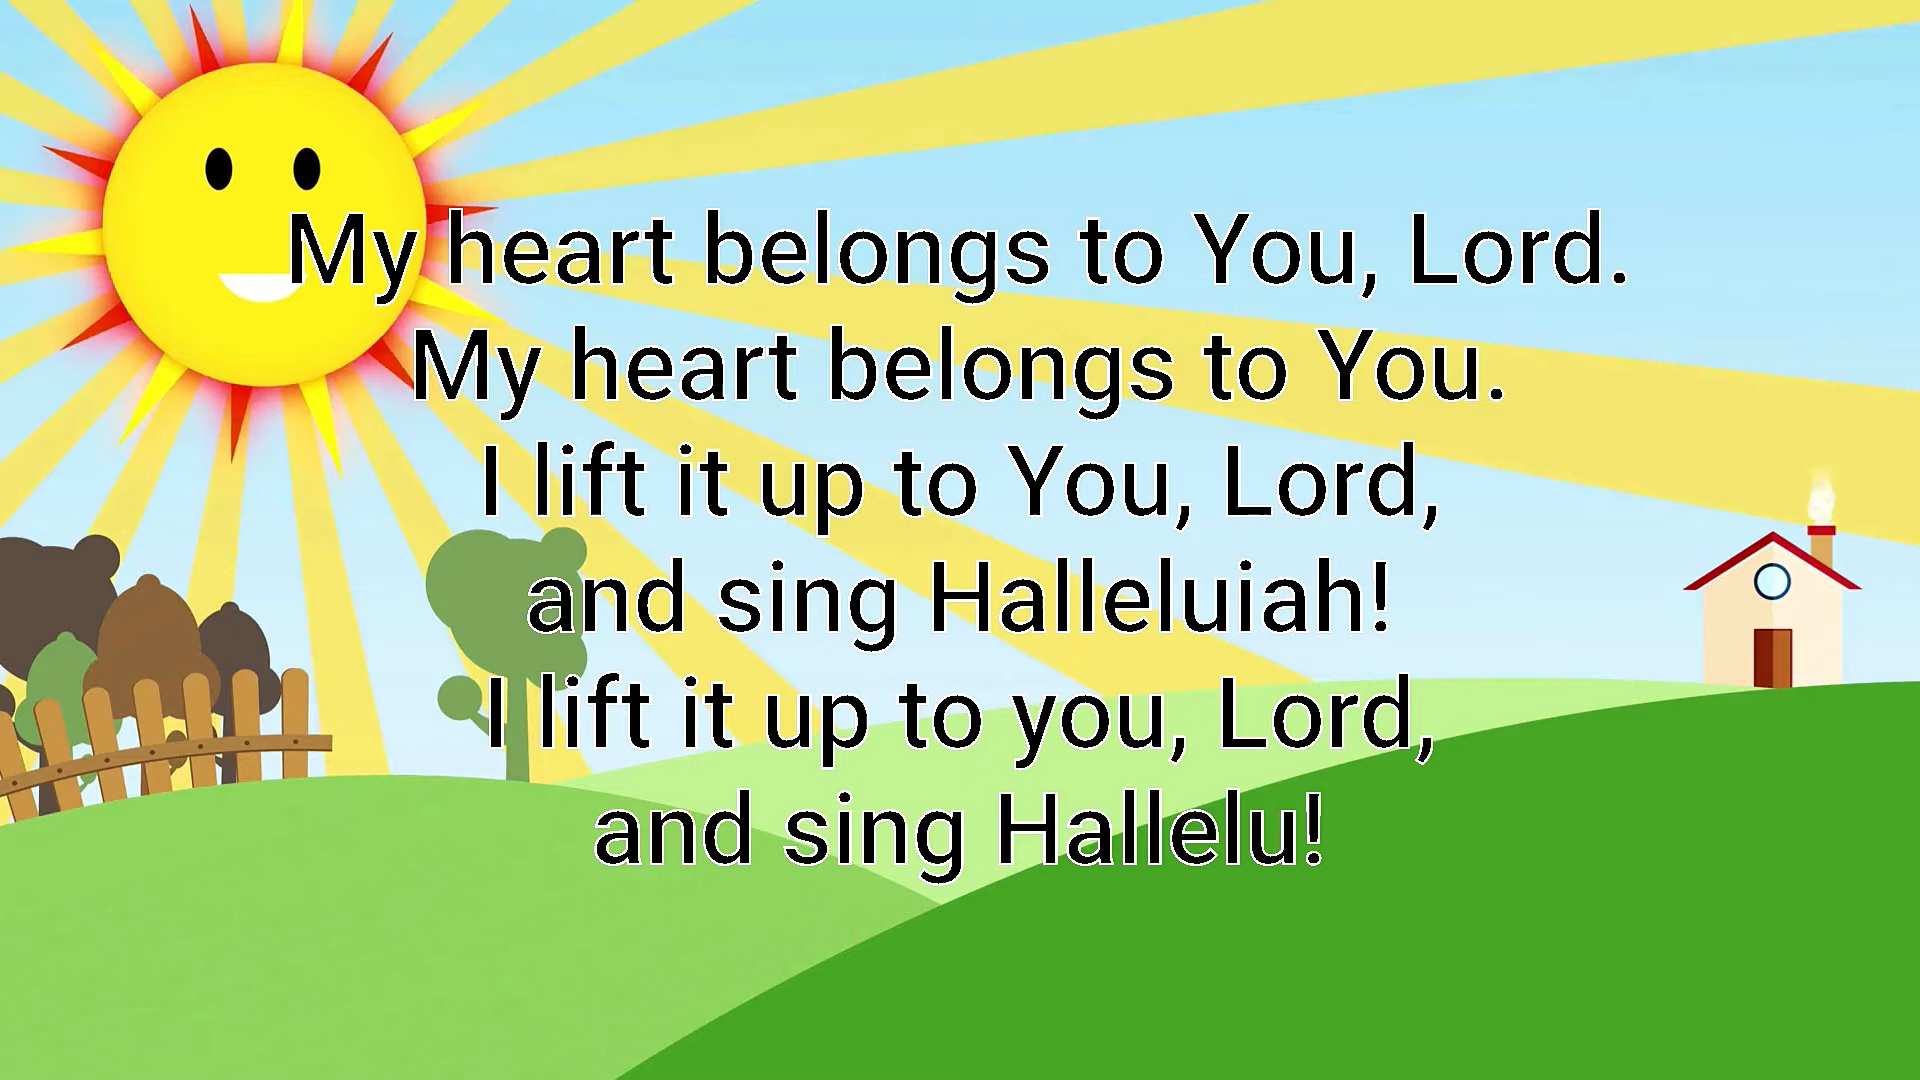 My heart belongs to You, Lord.
My heart belongs to You.
I lift it up to You, Lord,
and sing Halleluiah!
I lift it up to you, Lord,
and sing Hallelu!